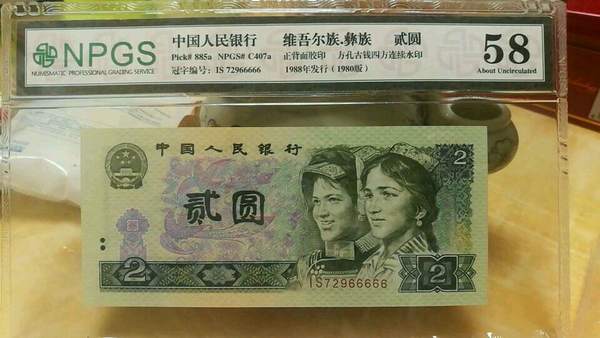 NPGS
NUMISMATIC PROFESSIONAL GRADING SERVICE
中国人民银行 维吾尔族.彝族 贰圆
Pick# 885a NPGS# C407a 正背面胶印 方孔古钱四方连续水印
冠字编号: IS 72966666 1988年发行 (1980版)
58
About Uncirculated
中国人民银行
2
贰圆
2
2
IS72966666